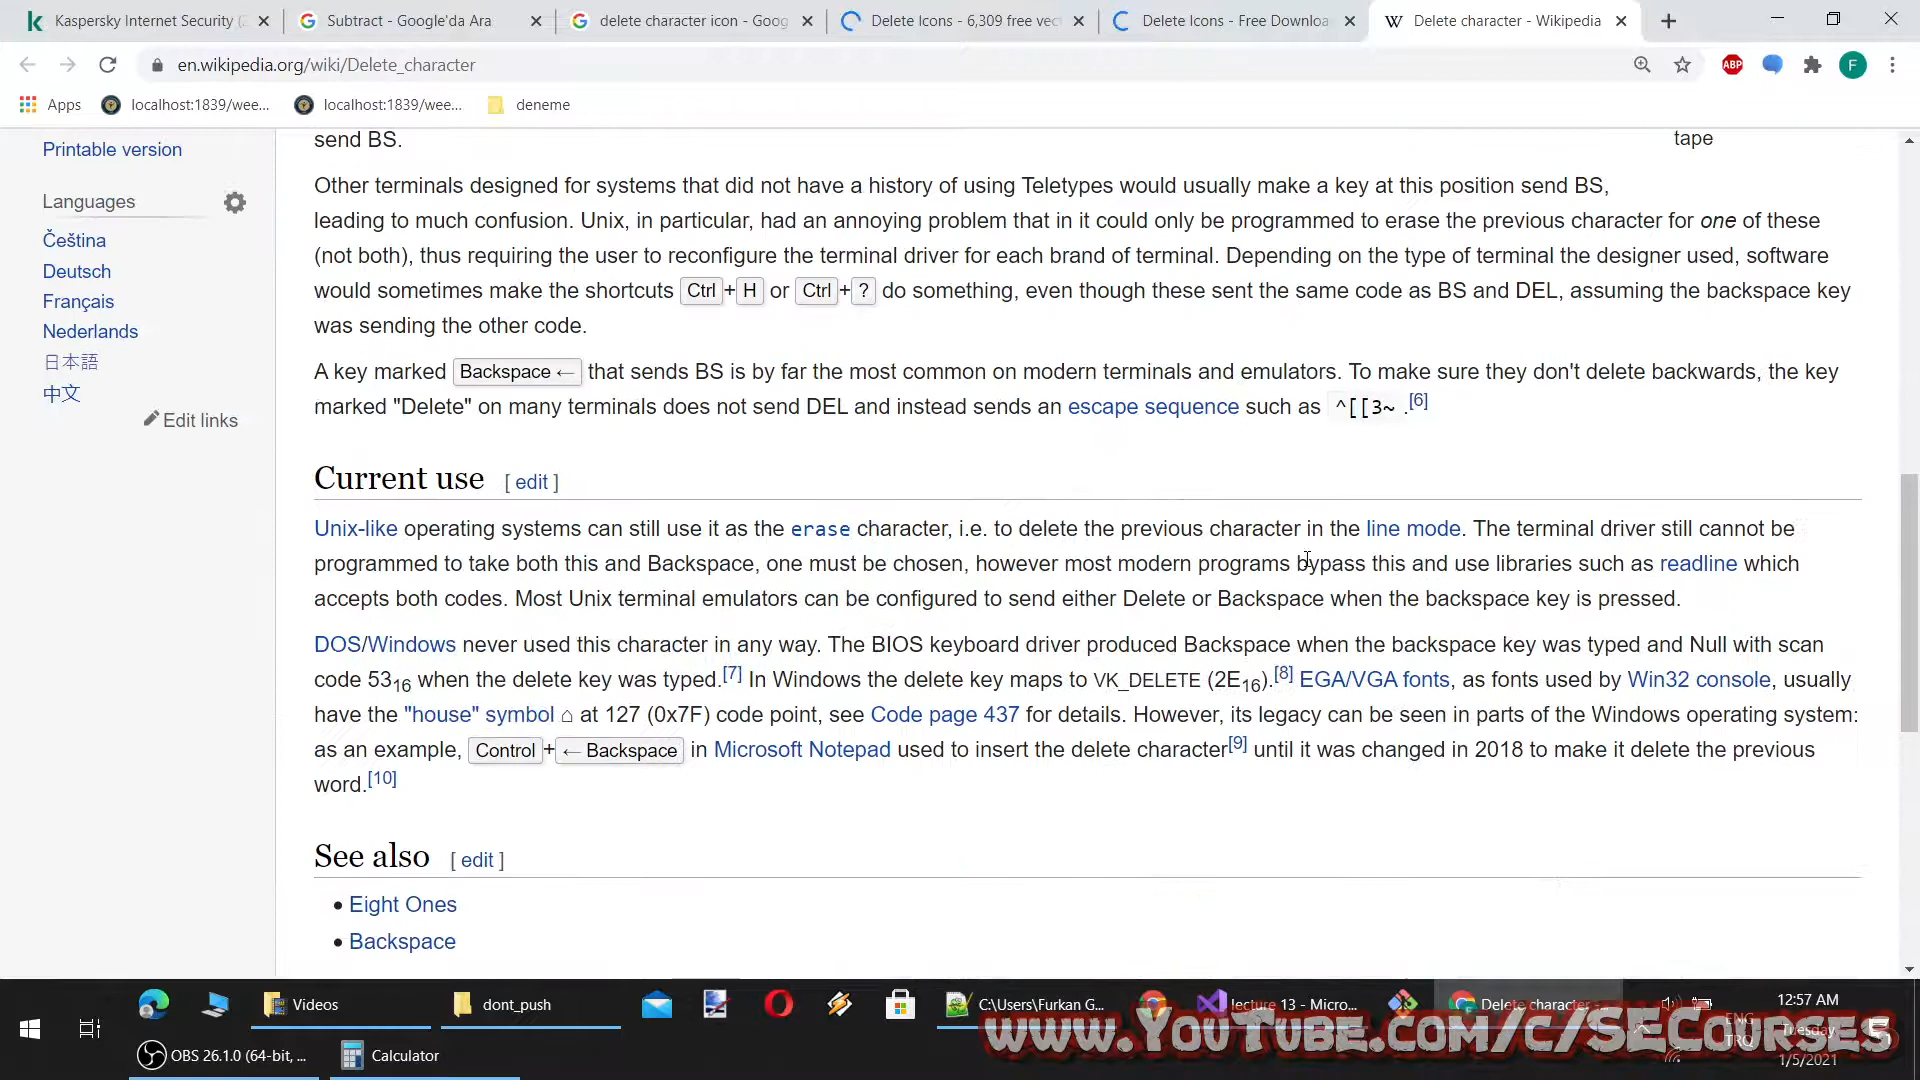 Kaspersky Internet Security (
Subtract - Google'da Ara
delete character icon - Goog
Delete Icons - 6,309 free vec
Delete Icons - Free Downloa
W Delete character - Wikipedia
en.wikipedia.org/wiki/Delete_character
ABP
F
Apps
localhost:1839/wee...
localhost:1839/wee...
deneme
Printable version
Languages
Čeština
Deutsch
Français
Nederlands
日本語
中文
Edit links
send BS.
tape
Other terminals designed for systems that did not have a history of using Teletypes would usually make a key at this position send BS,
leading to much confusion. Unix, in particular, had an annoying problem that in it could only be programmed to erase the previous character for one of these
(not both), thus requiring the user to reconfigure the terminal driver for each brand of terminal. Depending on the type of terminal the designer used, software
would sometimes make the shortcuts Ctrl+H or Ctrl+? do something, even though these sent the same code as BS and DEL, assuming the backspace key
was sending the other code.
A key marked Backspace ← that sends BS is by far the most common on modern terminals and emulators. To make sure they don't delete backwards, the key
marked "Delete" on many terminals does not send DEL and instead sends an escape sequence such as ^[[3~ .[6]
Current use [ edit ]
Unix-like operating systems can still use it as the erase character, i.e. to delete the previous character in the line mode. The terminal driver still cannot be
programmed to take both this and Backspace, one must be chosen, however most modern programs bypass this and use libraries such as readline which
accepts both codes. Most Unix terminal emulators can be configured to send either Delete or Backspace when the backspace key is pressed.
DOS/Windows never used this character in any way. The BIOS keyboard driver produced Backspace when the backspace key was typed and Null with scan
code 53₁₆ when the delete key was typed.[7] In Windows the delete key maps to VK_DELETE (2E₁₆).[8] EGA/VGA fonts, as fonts used by Win32 console, usually
have the "house" symbol ⌂ at 127 (0x7F) code point, see Code page 437 for details. However, its legacy can be seen in parts of the Windows operating system:
as an example, Control+← Backspace in Microsoft Notepad used to insert the delete character[9] until it was changed in 2018 to make it delete the previous
word.[10]
See also [ edit ]
• Eight Ones
• Backspace
Videos
dont_push
C:\Users\Furkan G...
lecture 13 - Micro...
Delete character -
12:57 AM
ENG
Tuesday
TRQ
1/5/2021
www.YouTube.com/c/SECourses
OBS 26.1.0 (64-bit, ...
Calculator